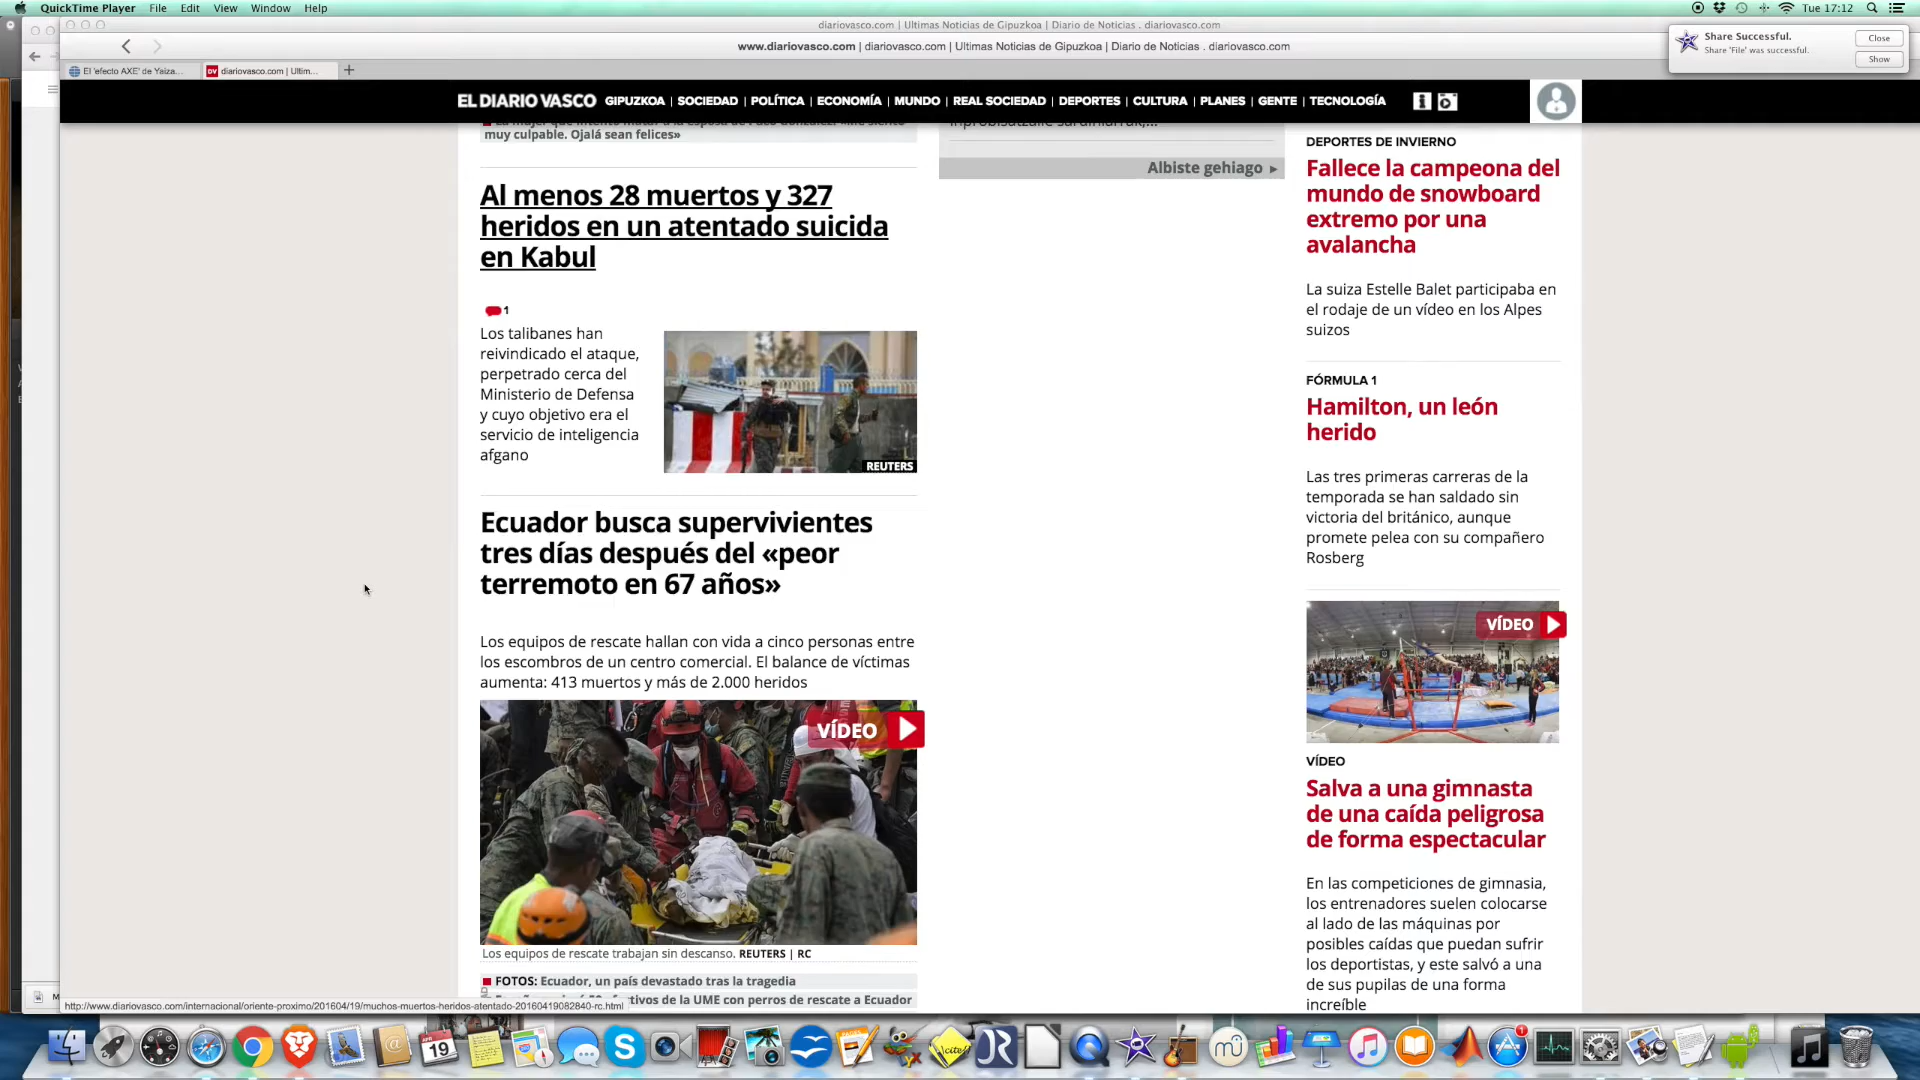 QuickTime Player File Edit View Window Help
Tue 17:12
diariovasco.com | Ultimas Noticias de Gipuzkoa | Diario de Noticias . diariovasco.com
www.diariovasco.com | diariovasco.com | Ultimas Noticias de Gipuzkoa | Diario de Noticias . diariovasco.com
Share Successful.
Share 'File' was successful.
Close
Show
El 'efecto AXE' de Yaiza...
DV diariovasco.com | Ultim...
EL DIARIO VASCO GIPUZKOA | SOCIEDAD | POLÍTICA | ECONOMÍA | MUNDO | REAL SOCIEDAD | DEPORTES | CULTURA | PLANES | GENTE | TECNOLOGÍA
muy culpable. Ojalá sean felices»
Al menos 28 muertos y 327
heridos en un atentado suicida
en Kabul
1
Los talibanes han
reivindicado el ataque,
perpetrado cerca del
Ministerio de Defensa
y cuyo objetivo era el
servicio de inteligencia
afgano
REUTERS
Ecuador busca supervivientes
tres días después del «peor
terremoto en 67 años»
Los equipos de rescate hallan con vida a cinco personas entre
los escombros de un centro comercial. El balance de víctimas
aumenta: 413 muertos y más de 2.000 heridos
VÍDEO
Los equipos de rescate trabajan sin descanso. REUTERS | RC
FOTOS: Ecuador, un país devastado tras la tragedia
de la UME con perros de rescate a Ecuador
Albiste gehiago
DEPORTES DE INVIERNO
Fallece la campeona del
mundo de snowboard
extremo por una
avalancha
La suiza Estelle Balet participaba en
el rodaje de un vídeo en los Alpes
suizos
FÓRMULA 1
Hamilton, un león
herido
Las tres primeras carreras de la
temporada se han saldado sin
victoria del británico, aunque
promete pelea con su compañero
Rosberg
VÍDEO
VÍDEO
Salva a una gimnasta
de una caída peligrosa
de forma espectacular
En las competiciones de gimnasia,
los entrenadores suelen colocarse
al lado de las máquinas por
posibles caídas que puedan sufrir
los deportistas, y este salvó a una
de sus pupilas de una forma
increíble
http://www.diariovasco.com/internacional/oriente-proximo/201604/19/muchos-muertos-heridos-atentado-20160419082840-rc.html
APR
19
1